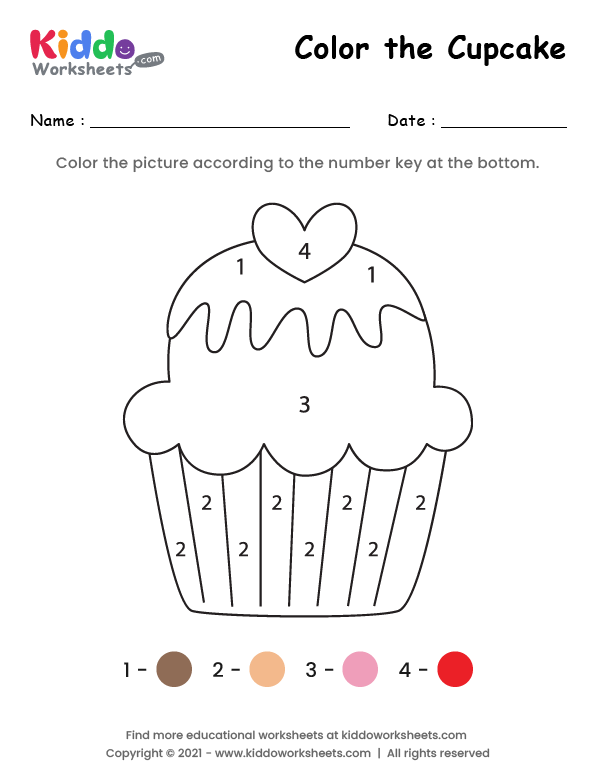 Kiddo
Worksheets .com
Color the Cupcake
Name : Date :
Color the picture according to the number key at the bottom.
4
1 1
3
2 2 2 2
2 2 2 2
1 - 2 - 3 - 4 -
Find more educational worksheets at kiddoworksheets.com
Copyright © 2021 - www.kiddoworksheets.com | All rights reserved